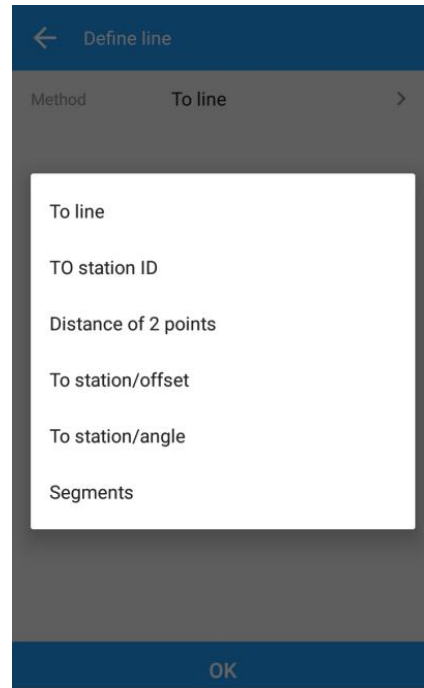 Define line
Method To line >
To line
TO station ID
Distance of 2 points
To station/offset
To station/angle
Segments
OK